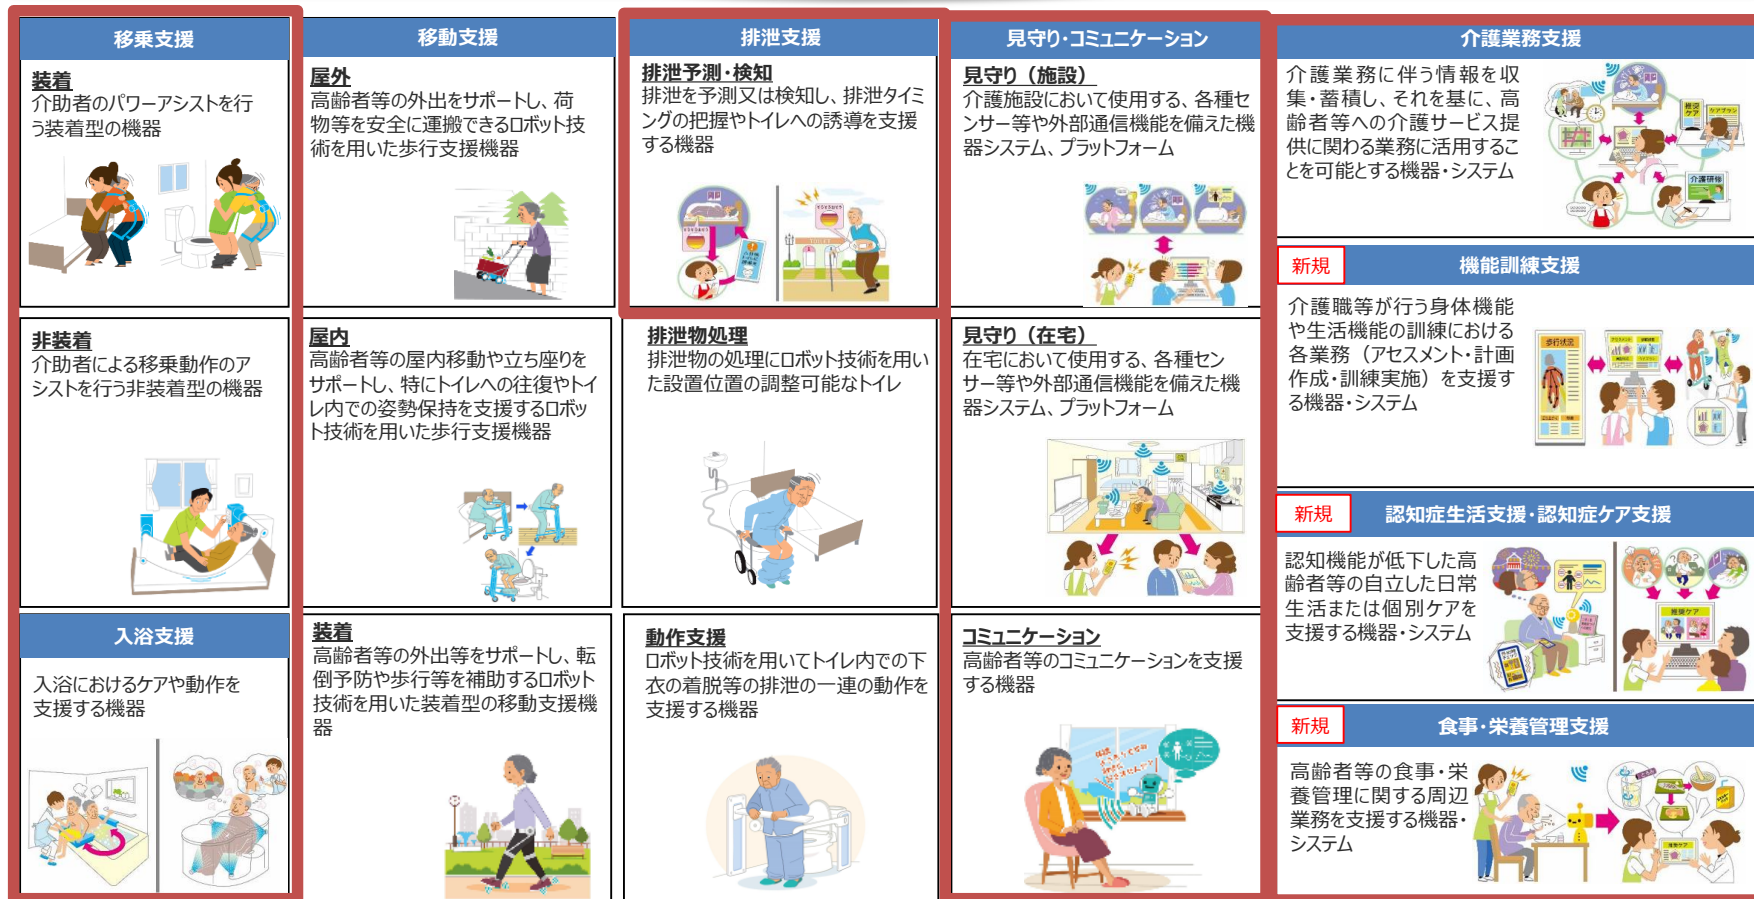 移乗支援
装着
介助者のパワーアシストを行
う装着型の機器
非装着
介助者による移乗動作のア
シストを行う非装着型の機器
入浴支援
入浴におけるケアや動作を
支援する機器
移動支援
屋外
高齢者等の外出をサポートし、荷
物等を安全に運搬できるロボット技
術を用いた歩行支援機器
屋内
高齢者等の屋内移動や立ち座りを
サポートし、特にトイレへの往復やトイ
レ内での姿勢保持を支援するロボッ
ト技術を用いた歩行支援機器
装着
高齢者等の外出等をサポートし、転
倒予防や歩行等を補助するロボット
技術を用いた装着型の移動支援機
器
排泄支援
排泄予測・検知
排泄を予測又は検知し、排泄タイミ
ングの把握やトイレへの誘導を支援
する機器
排泄物処理
排泄物の処理にロボット技術を用い
た設置位置の調整可能なトイレ
動作支援
ロボット技術を用いてトイレ内での下
衣の着脱等の排泄の一連の動作を
支援する機器
見守り・コミュニケーション
見守り（施設）
介護施設において使用する、各種セ
ンサー等や外部通信機能を備えた機
器システム、プラットフォーム
見守り（在宅）
在宅において使用する、各種セン
サー等や外部通信機能を備えた機
器システム、プラットフォーム
コミュニケーション
高齢者等のコミュニケーションを支援
する機器
介護業務支援
介護業務に伴う情報を収
集・蓄積し、それを基に、高
齢者等への介護サービス提
供に関わる業務に活用するこ
とを可能とする機器・システム
推奨
ケア
ケアプラン
介護研修
新規
機能訓練支援
介護職等が行う身体機能
や生活機能の訓練における
各業務（アセスメント・計画
作成・訓練実施）を支援す
る機器・システム
歩行状況
新規
認知症生活支援・認知症ケア支援
認知機能が低下した高
齢者等の自立した日常
生活または個別ケアを
支援する機器・システム
推奨ケア
新規
食事・栄養管理支援
高齢者等の食事・栄
養管理に関する周辺
業務を支援する機器・
システム
推奨ケア